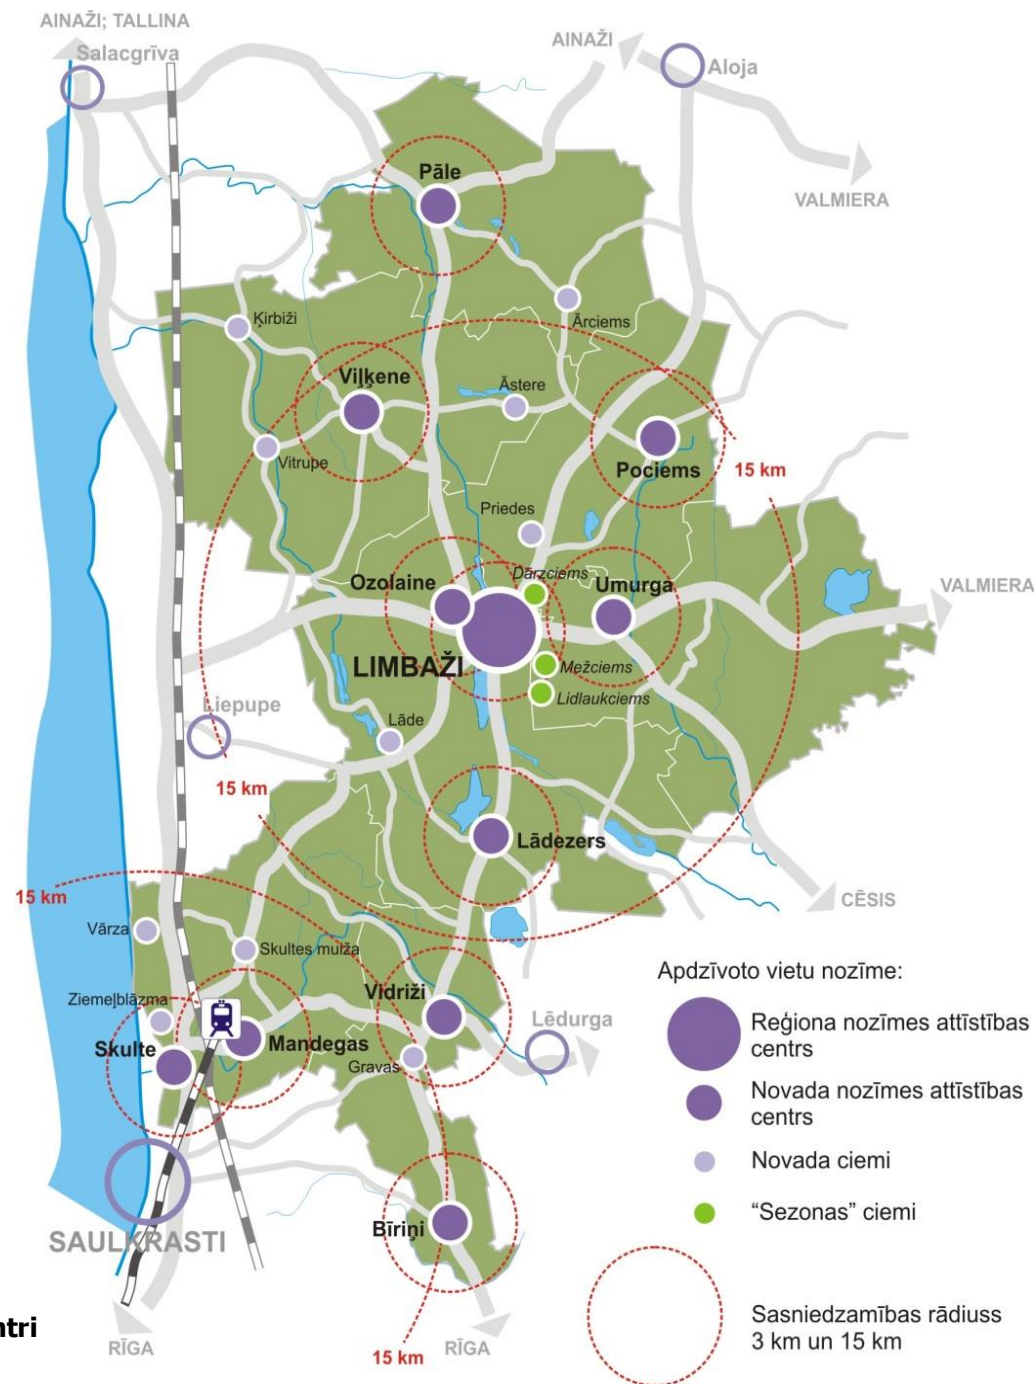 AINAŽI; TALLINA
Salacgrīva
AINAŽI
Aloja
VALMIERA
Pāle
Ārciems
Ķirbiži
Viļķene
Āstere
Vitrupe
Pociems
15 km
Priedes
Ozolaine
Dārzciems
Umurga
VALMIERA
LIMBAŽI
Mežciems
Lidlaukciems
Liepupe
Lāde
15 km
Lādezers
15 km
CĒSIS
Vārza
Skultes muiža
Ziemeļblāzma
Vidriži
Skulte
Mandegas
Gravas
Lēdurga
SAULKRASTI
Bīriņi
ntri
RĪGA
15 km
RĪGA
Apdzīvoto vietu nozīme:
Reģiona nozīmes attīstības
centrs
Novada nozīmes attīstības
centrs
Novada ciemi
“Sezonas” ciemi
Sasniedzamības rādiuss
3 km un 15 km